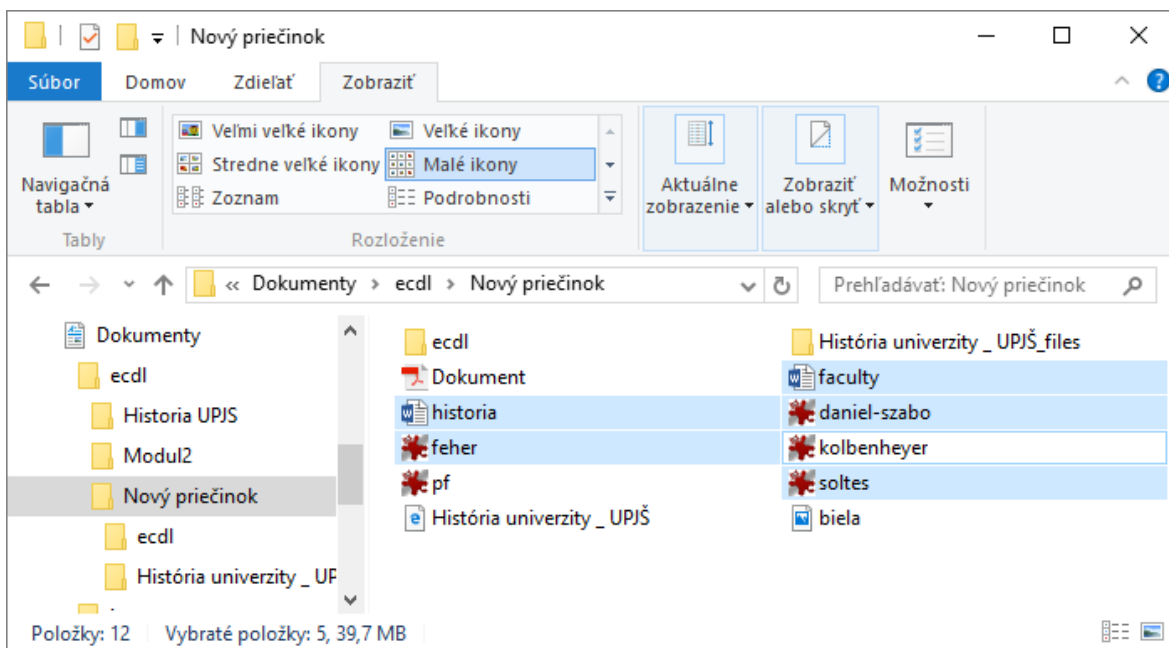 Nový priečinok
Súbor Domov Zdieľať Zobraziť
Veľmi veľké ikony Veľké ikony
Stredne veľké ikony Malé ikony
Zoznam Podrobnosti
Navigačná
tabla
Aktuálne
zobrazenie
Zobraziť
alebo skryť
Možnosti
Tably Rozloženie
« Dokumenty › ecdl › Nový priečinok
Prehľadávať: Nový priečinok
Dokumenty
ecdl
Historia UPJS
Modul2
Nový priečinok
ecdl
História univerzity _ UP
ecdl
História univerzity _ UPJŠ_files
Dokument
faculty
historia
daniel-szabo
feher
kolbenheyer
pf
soltes
História univerzity _ UPJŠ
biela
Položky: 12 Vybraté položky: 5, 39,7 MB